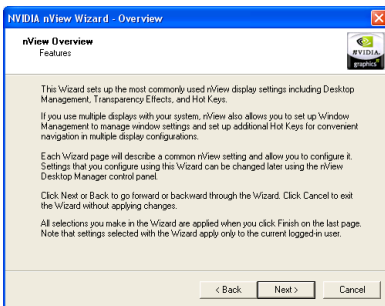 NVIDIA nView Wizard - Overview
nView Overview
Features
NVIDIA.
graphics
This Wizard sets up the most commonly used nView display settings including Desktop
Management, Transparency Effects, and Hot Keys.
If you use multiple displays with your system, nView also allows you to set up Window
Management to manage window settings and set up additional Hot Keys for convenient
navigation in multiple display configurations.
Each Wizard page will describe a common nView setting and allow you to configure it.
Settings that you configure using this Wizard can be changed later using the nView
Desktop Manager control panel.
Click Next or Back to go forward or backward through the Wizard. Click Cancel to exit
the Wizard without applying changes.
All selections you make in the Wizard are applied when you click Finish on the last page.
Note that settings selected with the Wizard apply only to the current logged-in user.
< Back Next > Cancel